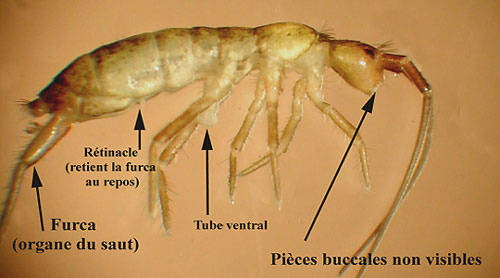 Rétinacle
(retient la furca
au repos)
Furca
(organe du saut)
Tube ventral
Pièces buccales non visibles